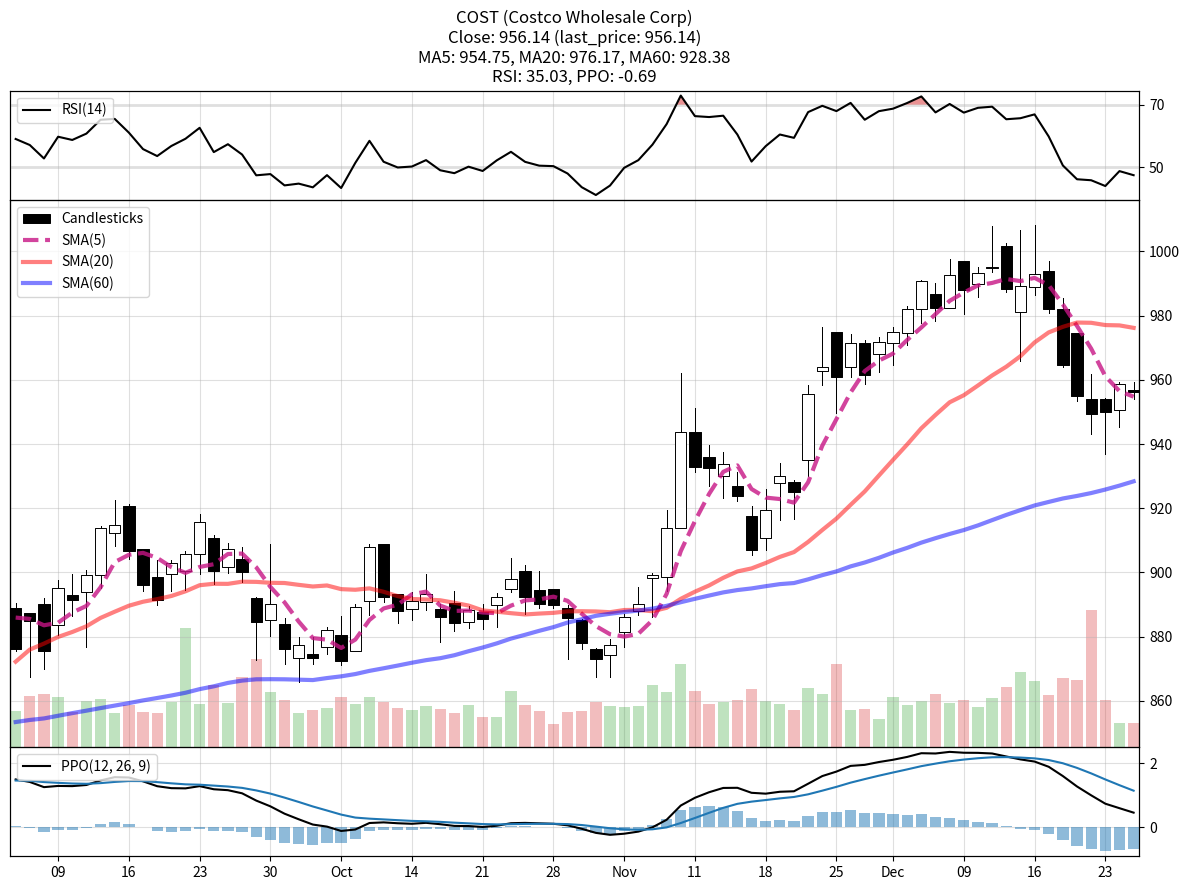 COST (Costco Wholesale Corp)
Close: 956.14 (last_price: 956.14)
MA5: 954.75, MA20: 976.17, MA60: 928.38
RSI: 35.03, PPO: -0.69
RSI(14)
70
50
Candlesticks
SMA(5)
SMA(20)
SMA(60)
1000
980
960
940
920
900
880
860
PPO(12, 26, 9)
2
0
09 16 23 30 Oct 14 21 28 Nov 11 18 25 Dec 09 16 23